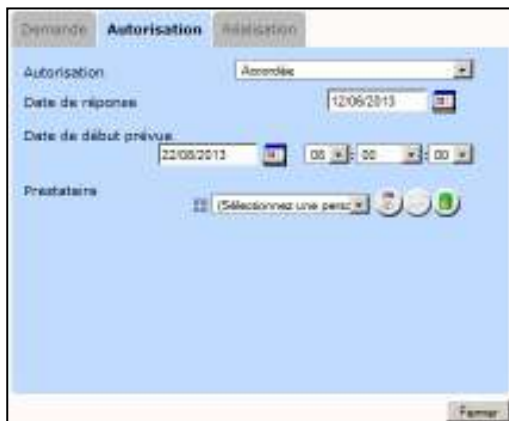 Demande Autorisation Réalisation
Autorisation Accordée
Date de réponse 12/06/2013
Date de début prévue
22/08/2013 08 : 00 : 00
Prestataire (Sélectionnez une perso
Fermer